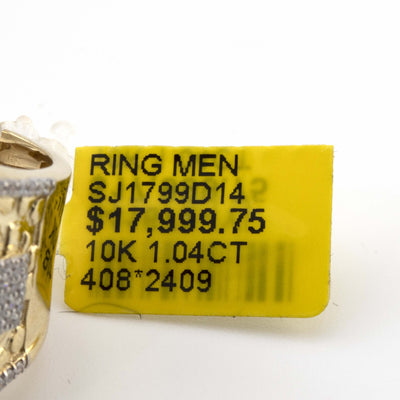 RING MEN
SJ1799D14
$17,999.75
10K 1.04CT
408*2409